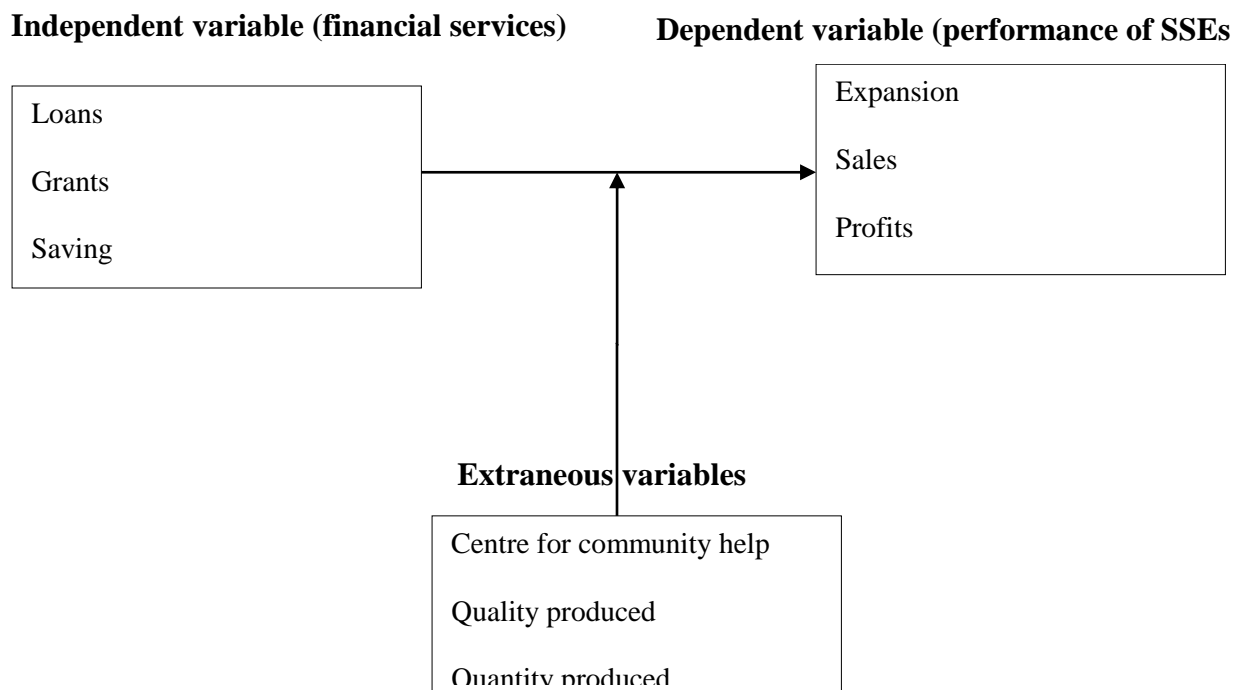 Independent variable (financial services)
Dependent variable (performance of SSEs
Loans
Grants
Saving
Expansion
Sales
Profits
Extraneous variables
Centre for community help
Quality produced
Quantity produced